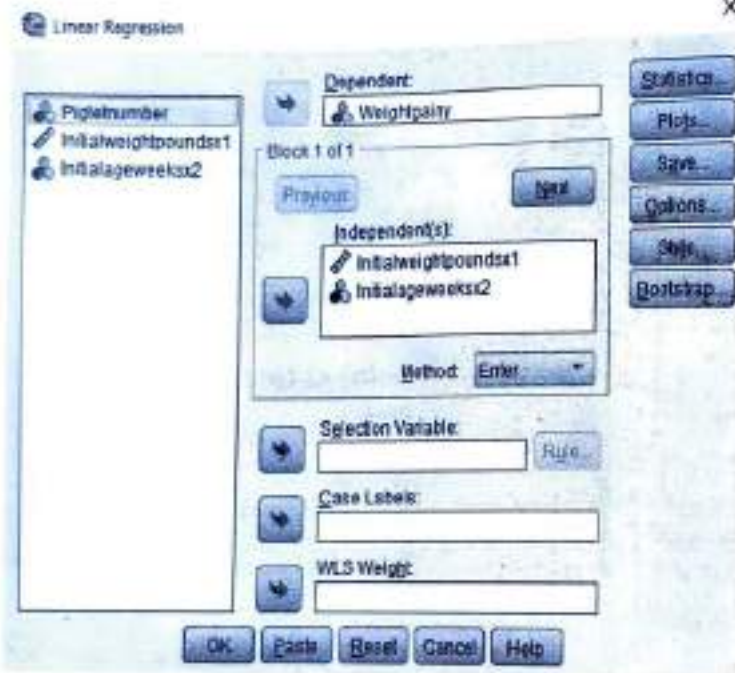 Linear Regression
X
Pigletnumber
Initialweightpoundsx1
Initialageweeksx2
Dependent:
Weightgainy
Block 1 of 1
Previous
Next
Independent(s):
Initialweightpoundsx1
Initialageweeksx2
Method:
Enter
Selection Variable:
Rule...
Case Labels:
WLS Weight:
Statistics...
Plots...
Save...
Options...
Style...
Bootstrap...
OK
Paste
Reset
Cancel
Help